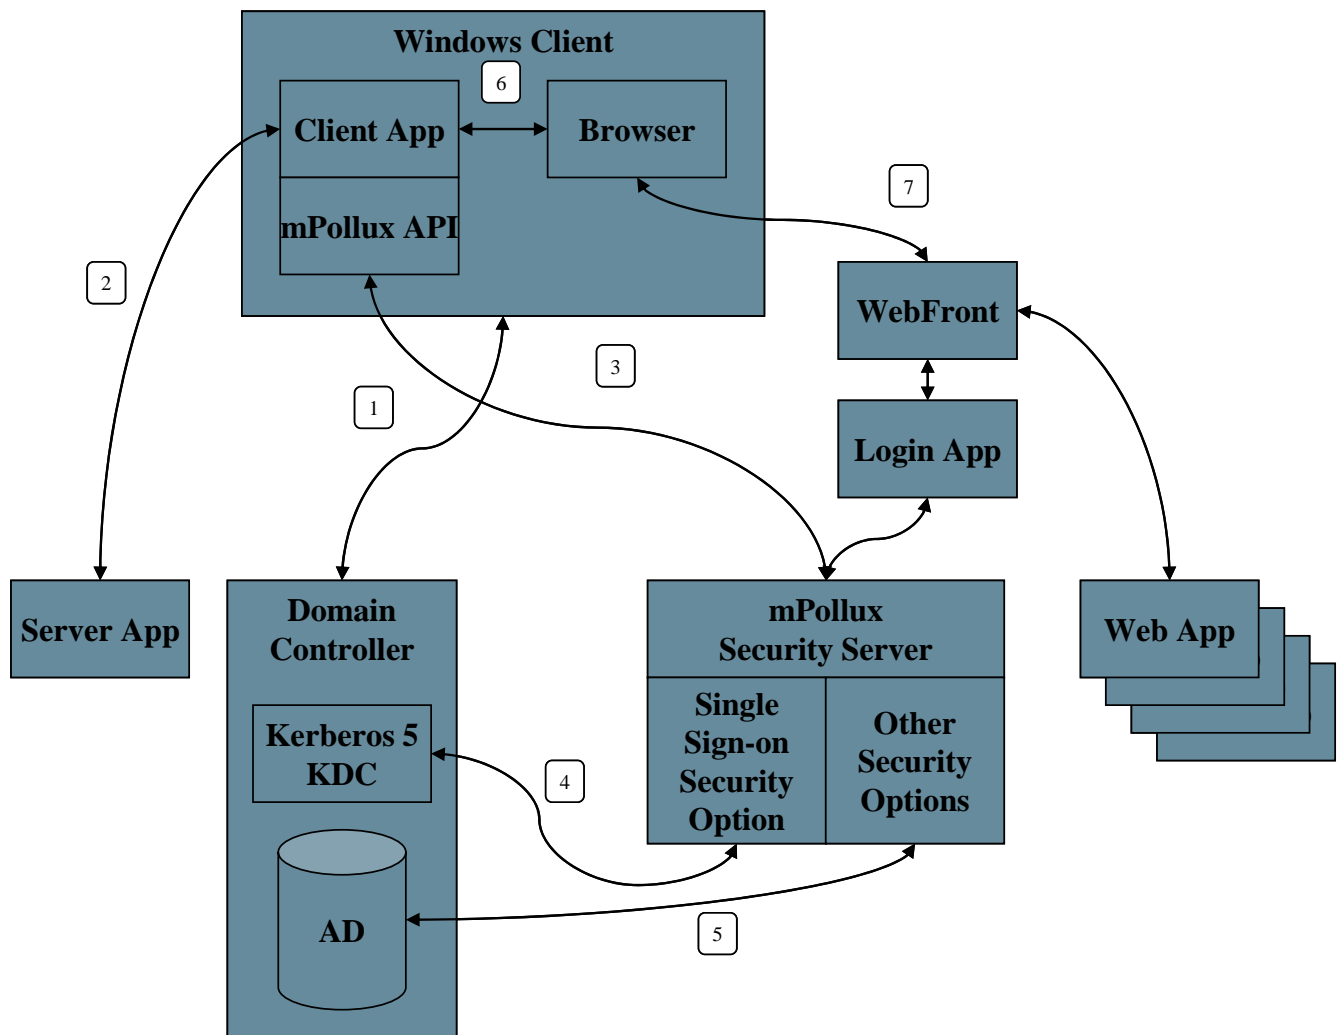 Windows Client
6
Client App
Browser
mPollux API
7
2
WebFront
3
1
Login App
Server App
Domain
Controller
mPollux
Security Server
Web App
Kerberos 5
KDC
Single
Sign-on
Security
Option
Other
Security
Options
4
AD
5